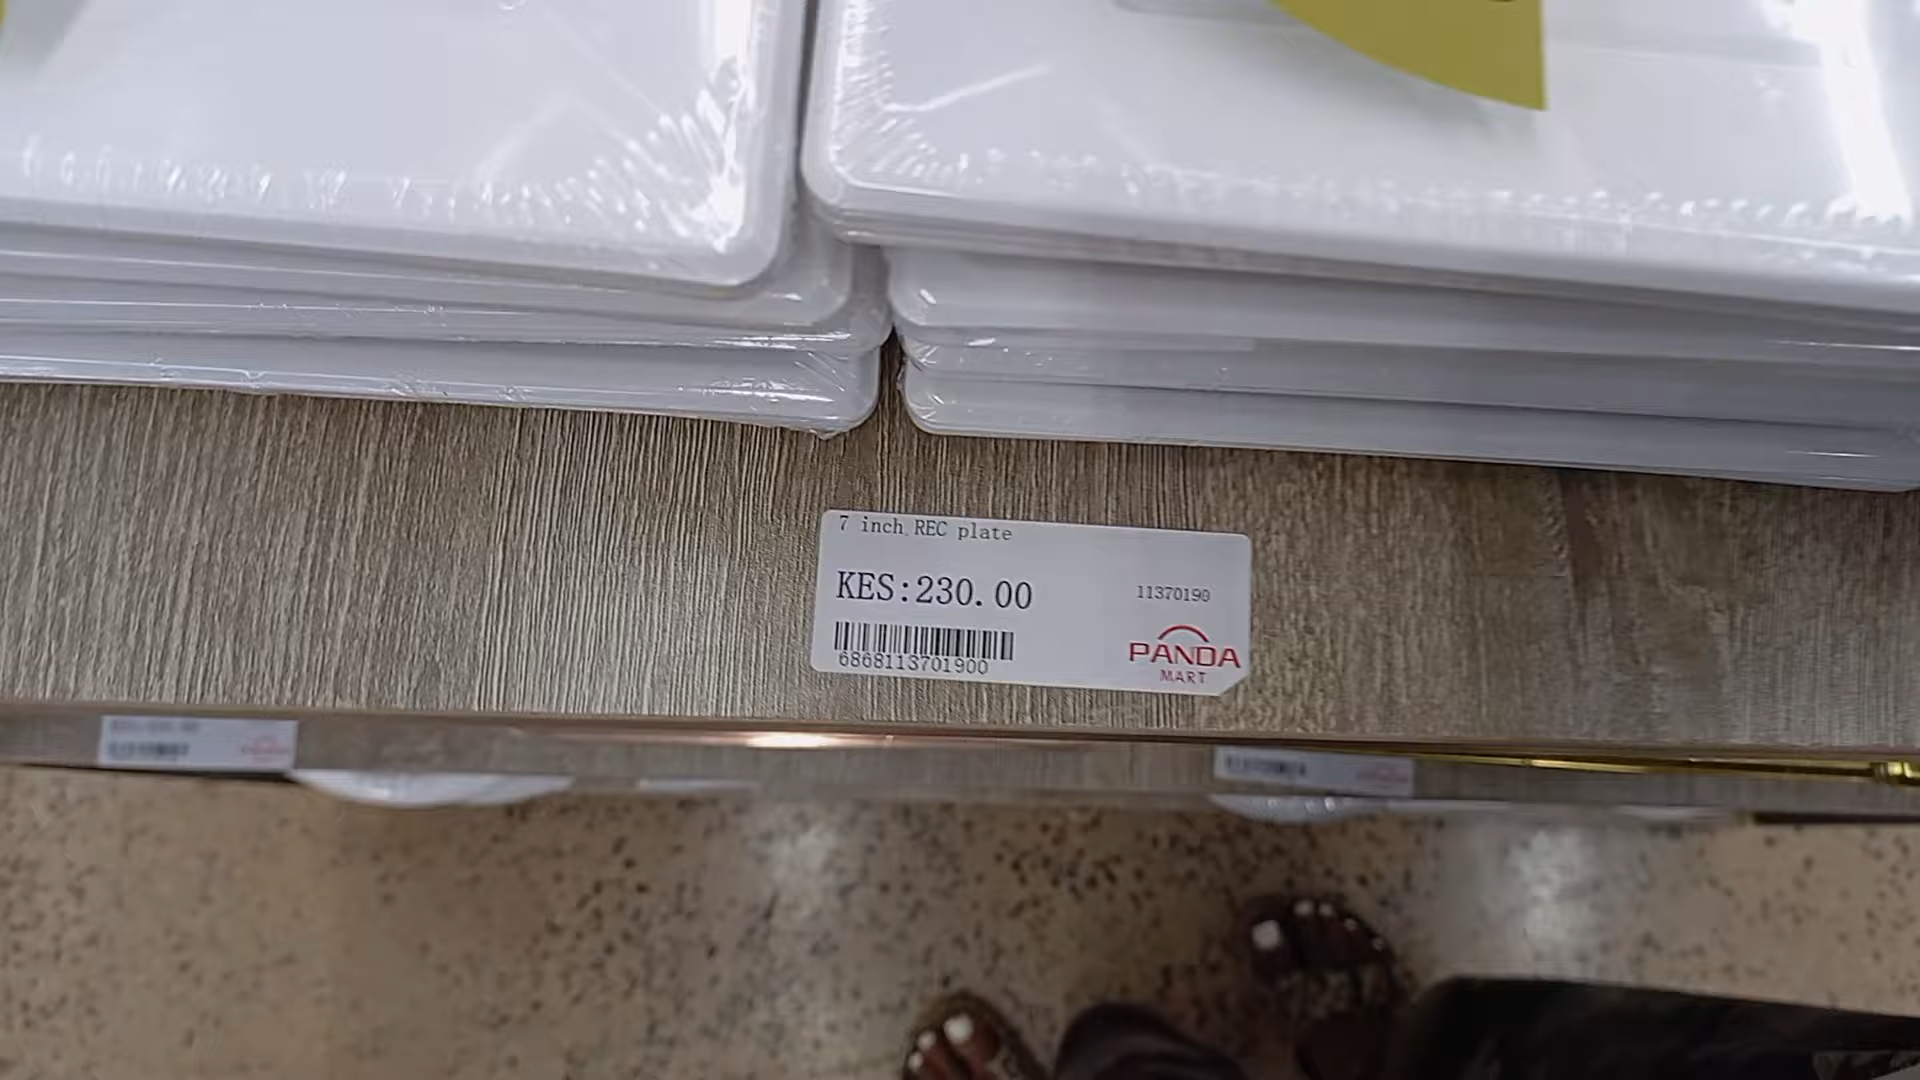 7 inch REC plate
KES:230.00
11370190
6868113701900
PANDA
MART